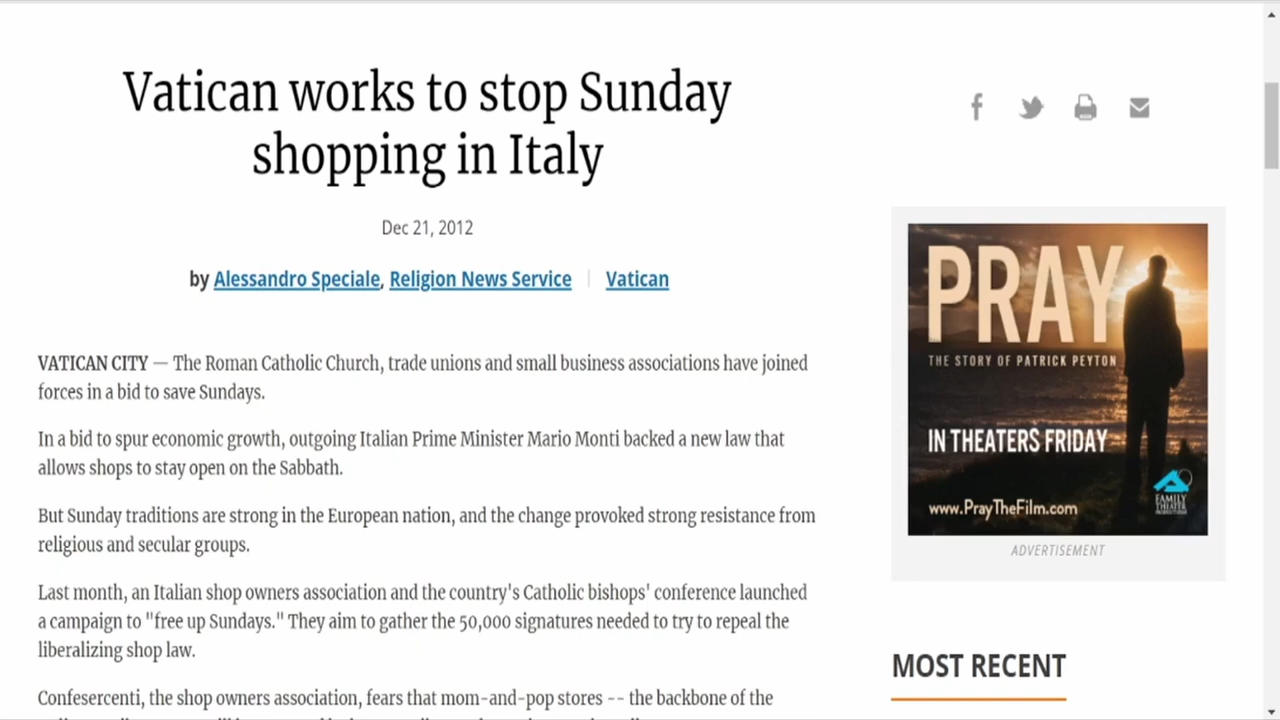 Vatican works to stop Sunday
shopping in Italy
Dec 21, 2012
by Alessandro Speciale, Religion News Service | Vatican
VATICAN CITY — The Roman Catholic Church, trade unions and small business associations have joined
forces in a bid to save Sundays.
In a bid to spur economic growth, outgoing Italian Prime Minister Mario Monti backed a new law that
allows shops to stay open on the Sabbath.
But Sunday traditions are strong in the European nation, and the change provoked strong resistance from
religious and secular groups.
Last month, an Italian shop owners association and the country's Catholic bishops' conference launched
a campaign to "free up Sundays." They aim to gather the 50,000 signatures needed to try to repeal the
liberalizing shop law.
Confesercenti, the shop owners association, fears that mom-and-pop stores -- the backbone of the
PRAY
THE STORY OF PATRICK PEYTON
IN THEATERS FRIDAY
www.PrayTheFilm.com
FAMILY
THEATER
PRODUCTIONS
ADVERTISEMENT
MOST RECENT